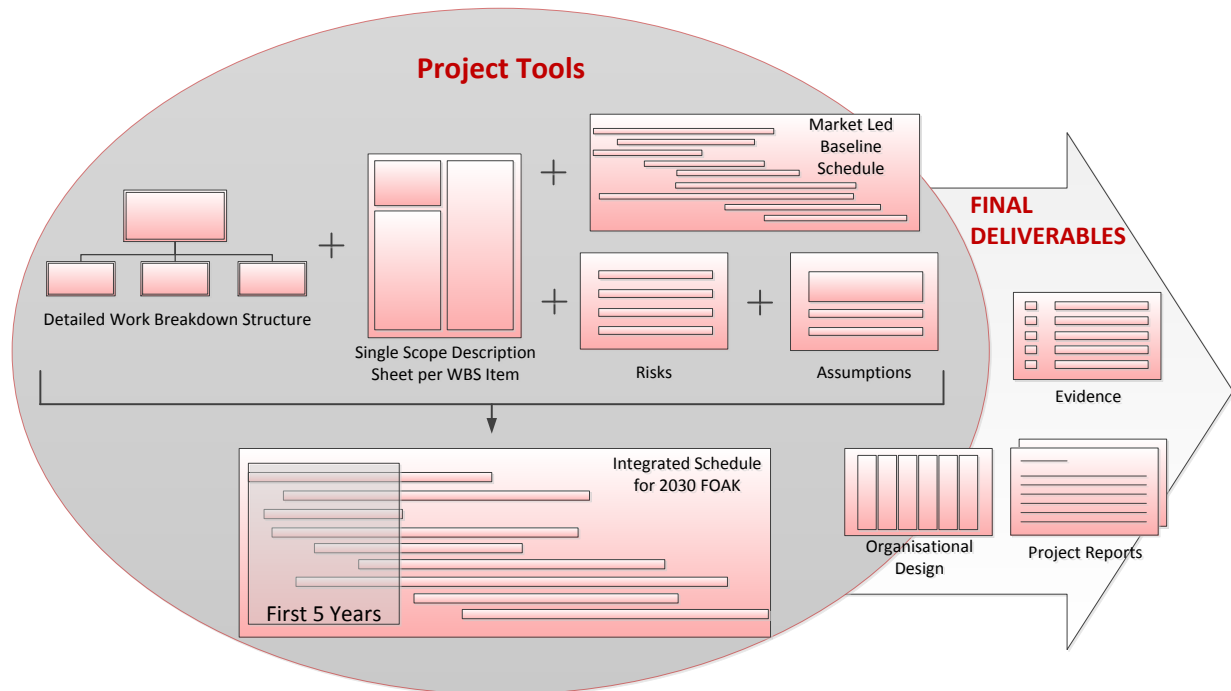 Project Tools
Market Led
Baseline
Schedule
Detailed Work Breakdown Structure
Single Scope Description
Sheet per WBS Item
Risks
Assumptions
Integrated Schedule
for 2030 FOAK
First 5 Years
FINAL
DELIVERABLES
Evidence
Organisational
Design
Project Reports